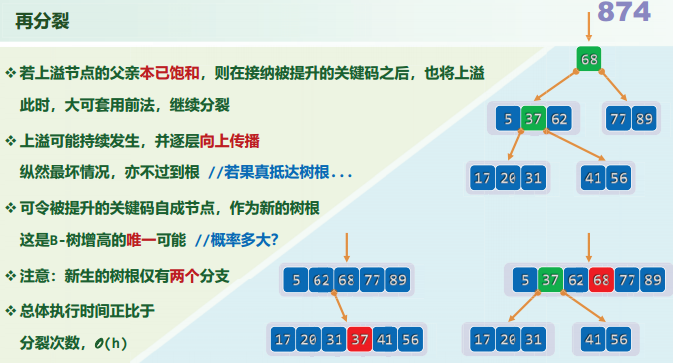 再分裂
874
❖ 若上溢节点的父亲本已饱和，则在接纳被提升的关键码之后，也将上溢
此时，大可套用前法，继续分裂
❖ 上溢可能持续发生，并逐层向上传播
纵然最坏情况，亦不过到根 //若果真抵达树根...
❖ 可令被提升的关键码自成节点，作为新的树根
这是B-树增高的唯一可能 //概率多大?
❖ 注意：新生的树根仅有两个分支
❖ 总体执行时间正比于
分裂次数，O(h)
68
5 37 62 77 89
17 20 31 41 56
5 62 68 77 89
17 20 31 37 41 56
5 37 62 68 77 89
17 20 31 41 56